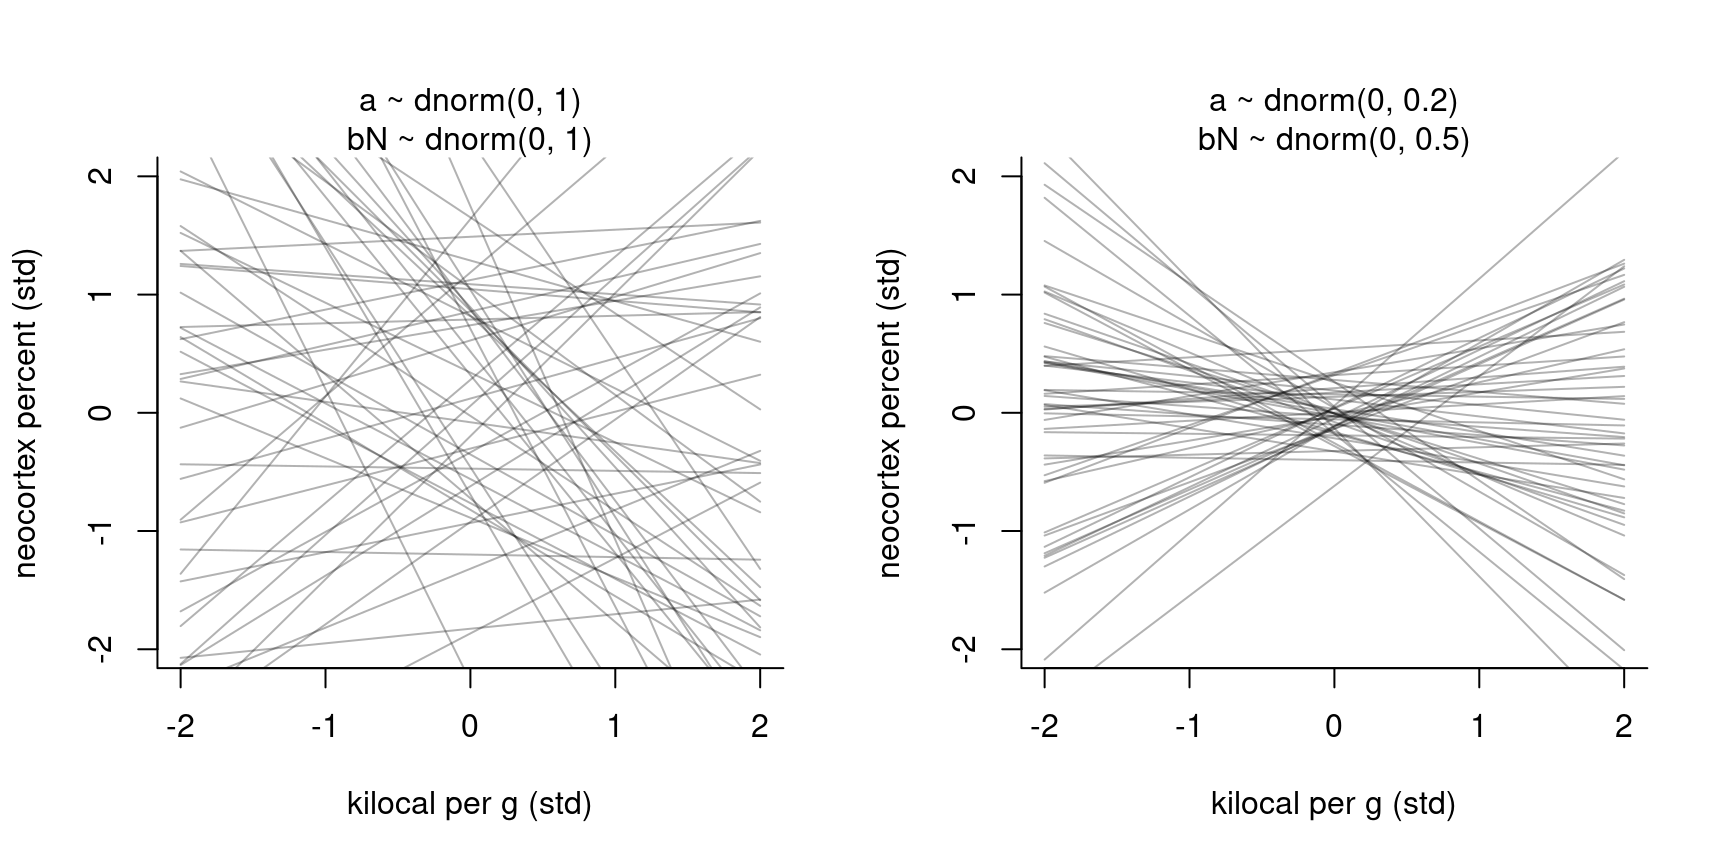 a ~ dnorm(0, 1)
bN ~ dnorm(0, 1)
neocortex percent (std)
2
1
0
-1
-2
-2 -1 0 1 2
kilocal per g (std)
a ~ dnorm(0, 0.2)
bN ~ dnorm(0, 0.5)
neocortex percent (std)
2
1
0
-1
-2
-2 -1 0 1 2
kilocal per g (std)